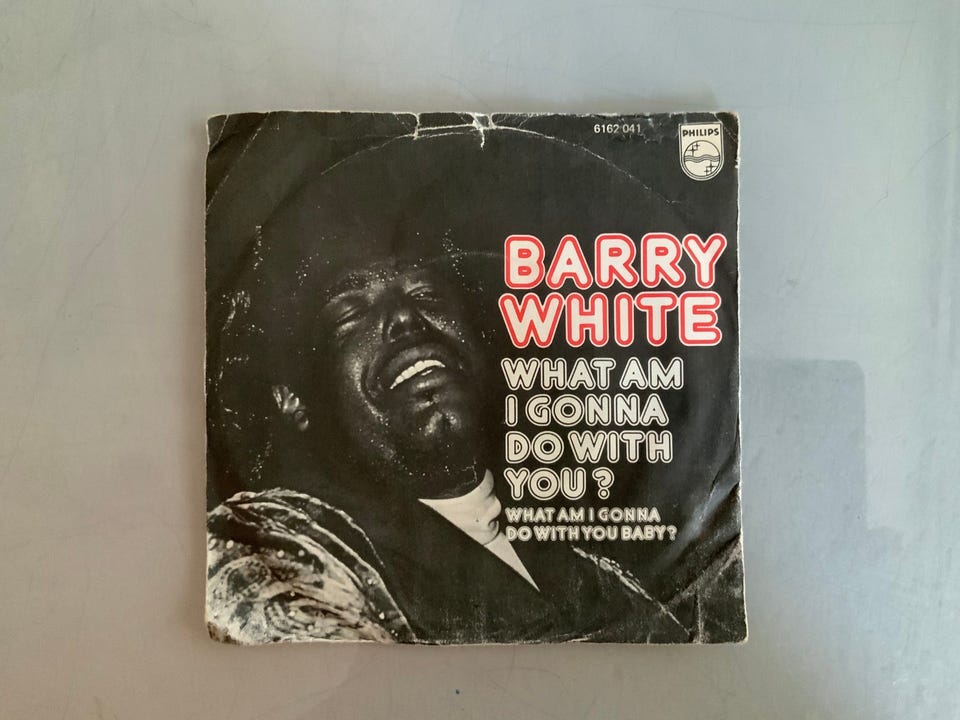 6162 041
PHILIPS
BARRY
WHITE
WHAT AM
I GONNA
DO WITH
YOU ?
WHAT AM I GONNA
DO WITH YOU BABY ?